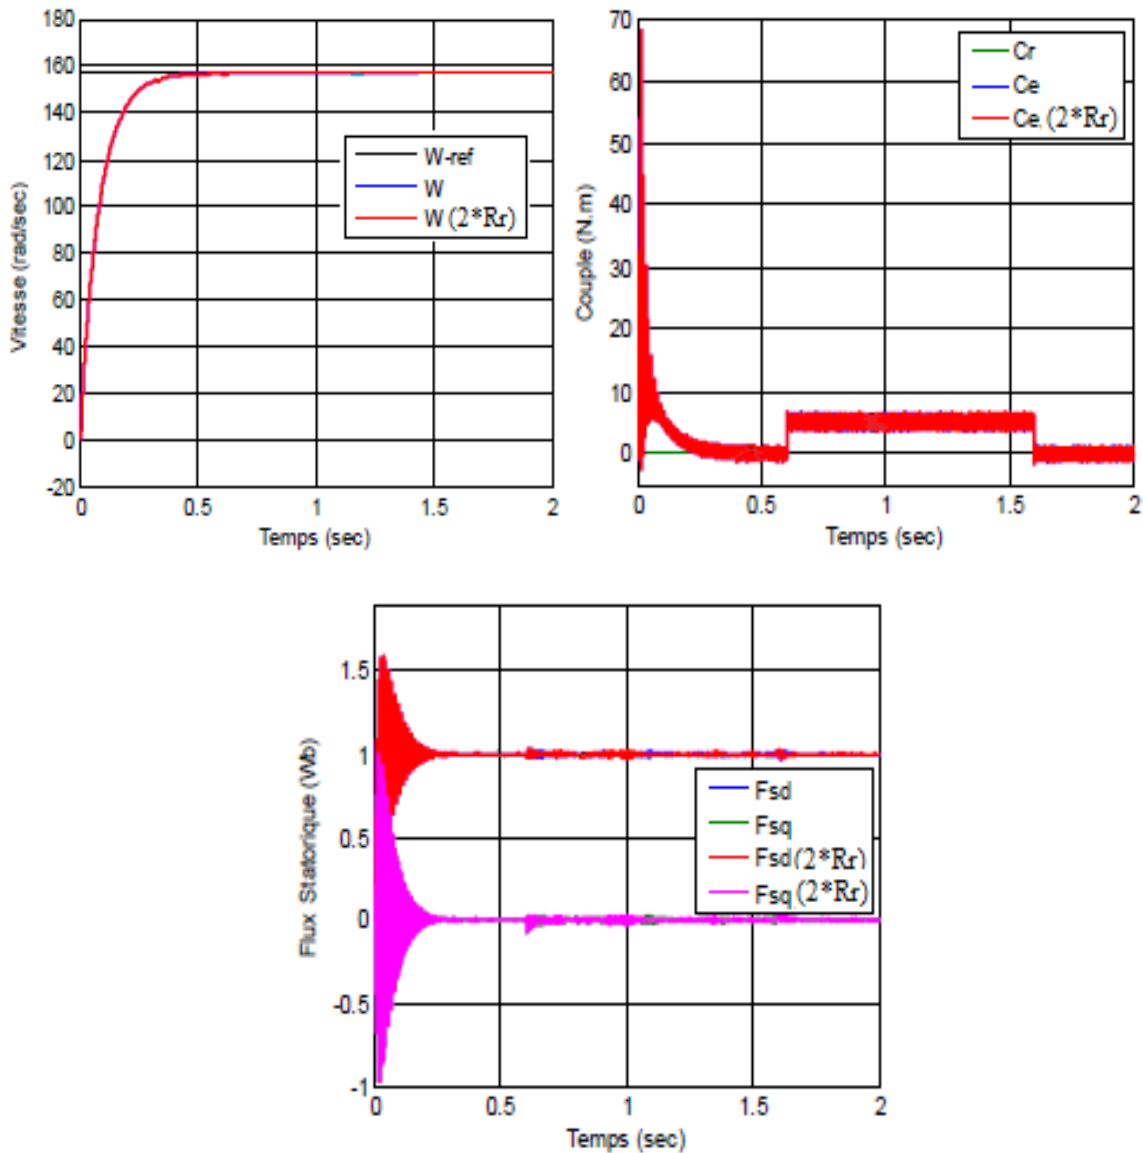 180
160
140
120
100
80
60
40
20
0
-20
Vitesse (rad/sec)
W-ref
W
W (2*Rr)
0
0.5
1
1.5
2
Temps (sec)
70
60
50
40
30
20
10
0
Couple (N.m)
Cr
Ce
Ce, (2*Rr)
0
0.5
1
1.5
2
Temps (sec)
1.5
1
0.5
0
-0.5
-1
Flux Statorique (Wb)
Fsd
Fsq
Fsd (2*Rr)
Fsq (2*Rr)
0
0.5
1
1.5
2
Temps (sec)